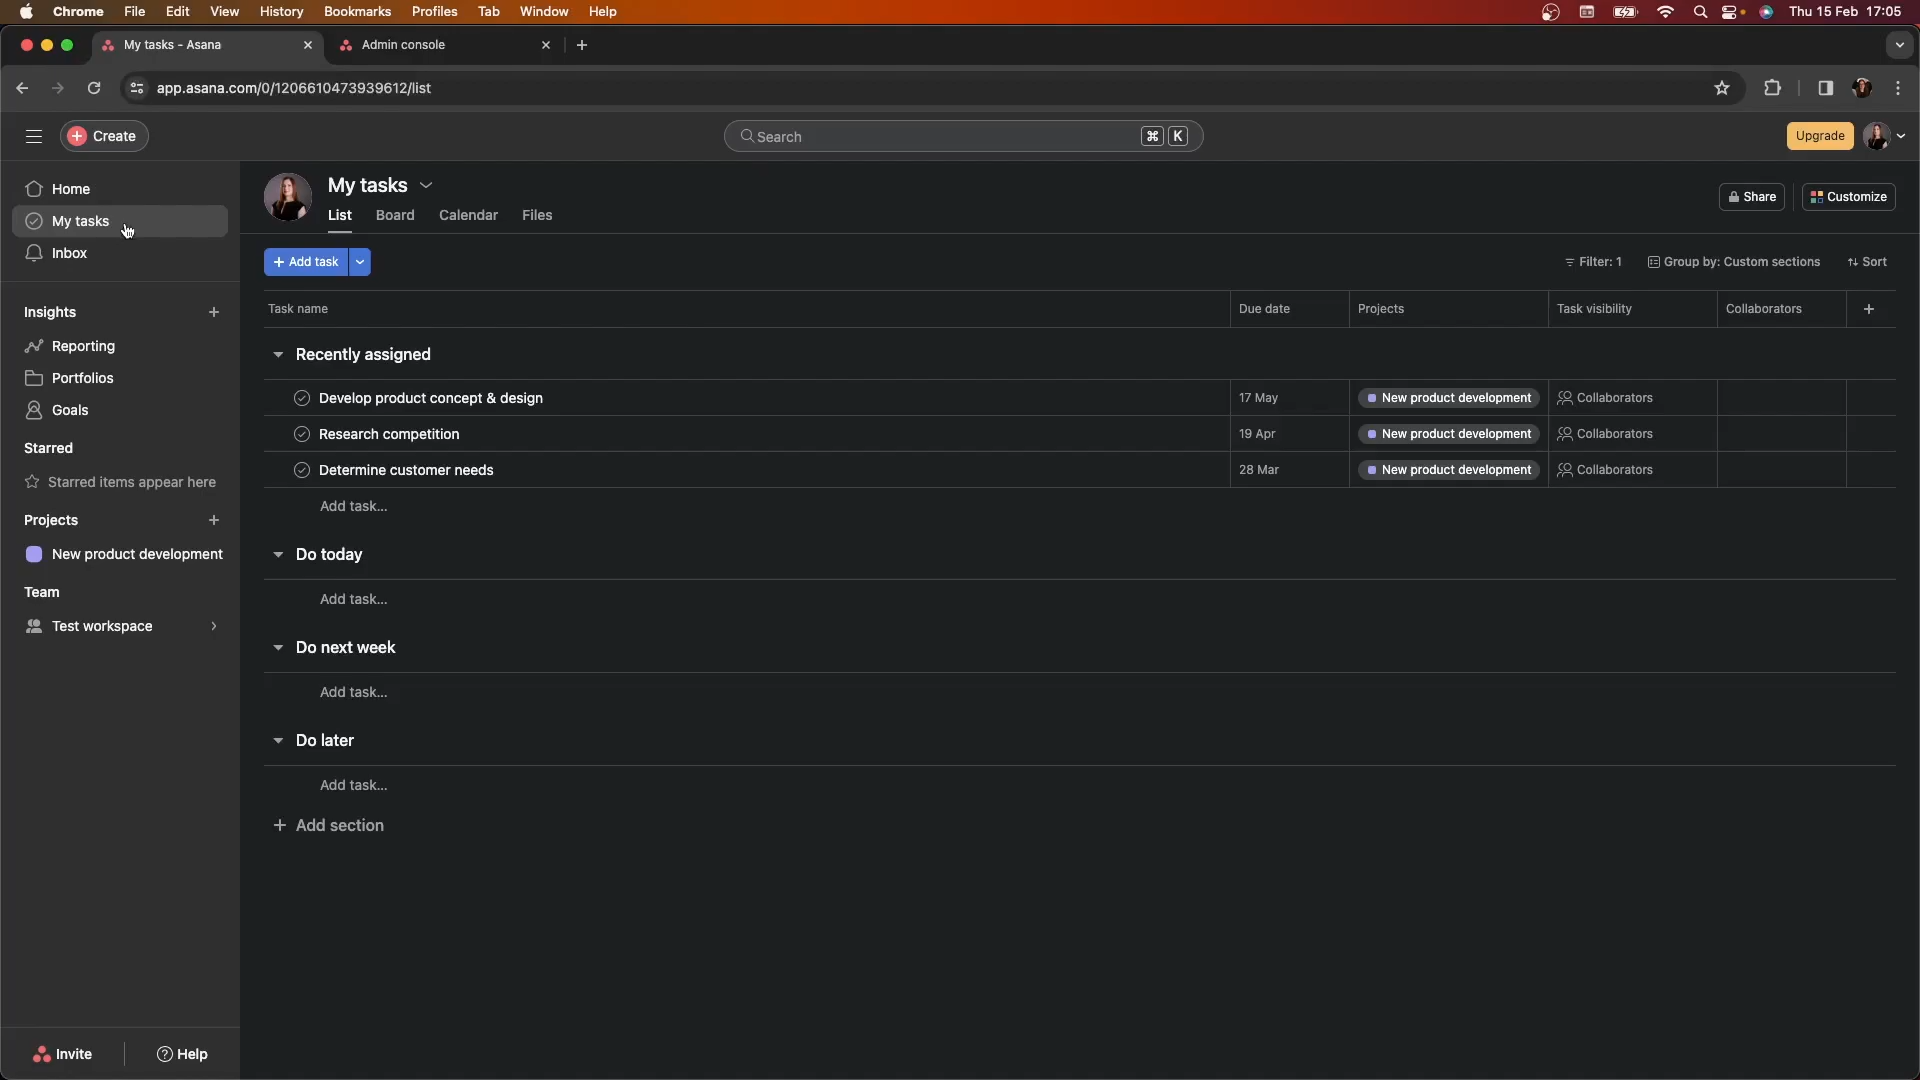 Chrome File Edit View History Bookmarks Profiles Tab Window Help Thu 15 Feb 17:05
My tasks - Asana Admin console
app.asana.com/0/1206610473939612/list
Create Search ⌘ K Upgrade
Home
My tasks
Inbox
Insights
Reporting
Portfolios
Goals
Starred
Starred items appear here
Projects
New product development
Team
Test workspace
Invite Help
My tasks
List Board Calendar Files
Share Customize
+ Add task Filter: 1 Group by: Custom sections Sort
Task name Due date Projects Task visibility Collaborators +
Recently assigned
Develop product concept & design 17 May New product development Collaborators
Research competition 19 Apr New product development Collaborators
Determine customer needs 28 Mar New product development Collaborators
Add task...
Do today
Add task...
Do next week
Add task...
Do later
Add task...
+ Add section